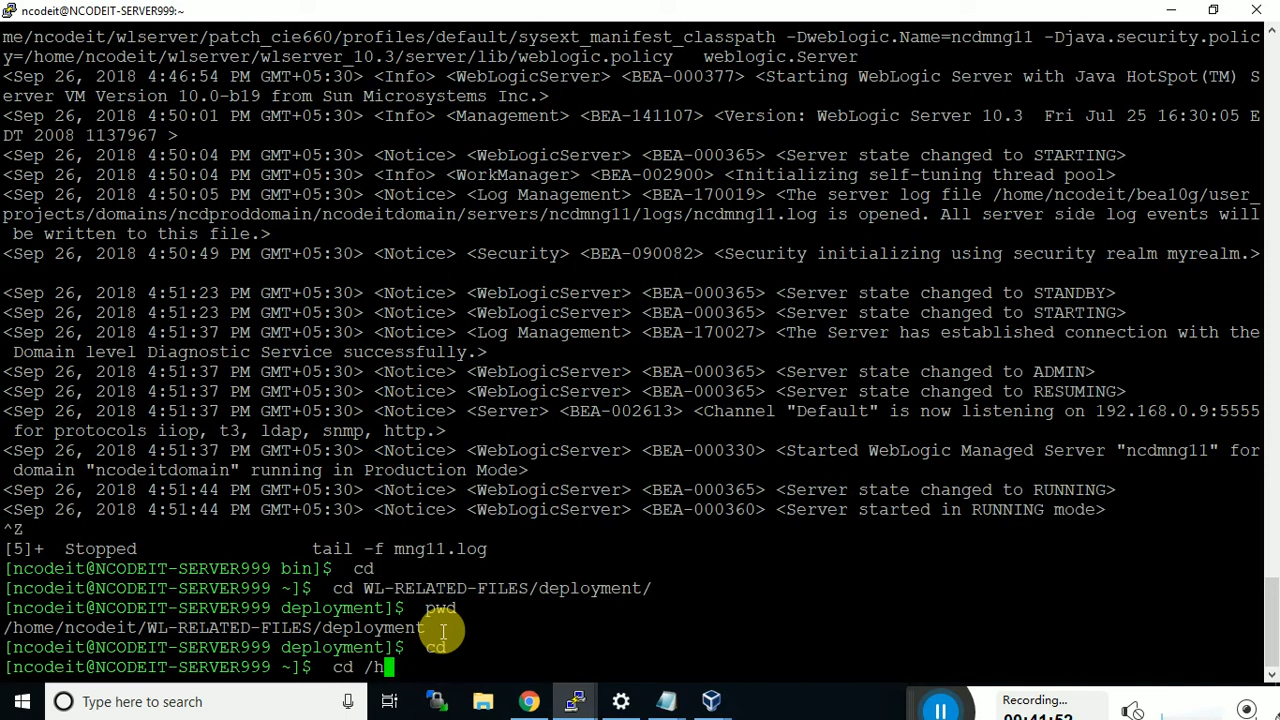 ncodeit@NCODEIT-SERVER999:~
me/ncodeit/wlserver/patch_cie660/profiles/default/sysext_manifest_classpath -Dweblogic.Name=ncdmng11 -Djava.security.polic
y=/home/ncodeit/wlserver/wlserver_10.3/server/lib/weblogic.policy   weblogic.Server
<Sep 26, 2018 4:46:54 PM GMT+05:30> <Info> <WebLogicServer> <BEA-000377> <Starting WebLogic Server with Java HotSpot(TM) S
erver VM Version 10.0-b19 from Sun Microsystems Inc.>
<Sep 26, 2018 4:50:01 PM GMT+05:30> <Info> <Management> <BEA-141107> <Version: WebLogic Server 10.3  Fri Jul 25 16:30:05 E
DT 2008 1137967 >
<Sep 26, 2018 4:50:04 PM GMT+05:30> <Notice> <WebLogicServer> <BEA-000365> <Server state changed to STARTING>
<Sep 26, 2018 4:50:04 PM GMT+05:30> <Info> <WorkManager> <BEA-002900> <Initializing self-tuning thread pool>
<Sep 26, 2018 4:50:05 PM GMT+05:30> <Notice> <Log Management> <BEA-170019> <The server log file /home/ncodeit/bea10g/user_
projects/domains/ncdproddomain/ncodeitdomain/servers/ncdmng11/logs/ncdmng11.log is opened. All server side log events will
 be written to this file.>
<Sep 26, 2018 4:50:49 PM GMT+05:30> <Notice> <Security> <BEA-090082> <Security initializing using security realm myrealm.>
<Sep 26, 2018 4:51:23 PM GMT+05:30> <Notice> <WebLogicServer> <BEA-000365> <Server state changed to STANDBY>
<Sep 26, 2018 4:51:23 PM GMT+05:30> <Notice> <WebLogicServer> <BEA-000365> <Server state changed to STARTING>
<Sep 26, 2018 4:51:37 PM GMT+05:30> <Notice> <Log Management> <BEA-170027> <The Server has established connection with the
 Domain level Diagnostic Service successfully.>
<Sep 26, 2018 4:51:37 PM GMT+05:30> <Notice> <WebLogicServer> <BEA-000365> <Server state changed to ADMIN>
<Sep 26, 2018 4:51:37 PM GMT+05:30> <Notice> <WebLogicServer> <BEA-000365> <Server state changed to RESUMING>
<Sep 26, 2018 4:51:37 PM GMT+05:30> <Notice> <Server> <BEA-002613> <Channel "Default" is now listening on 192.168.0.9:5555
 for protocols iiop, t3, ldap, snmp, http.>
<Sep 26, 2018 4:51:37 PM GMT+05:30> <Notice> <WebLogicServer> <BEA-000330> <Started WebLogic Managed Server "ncdmng11" for
 domain "ncodeitdomain" running in Production Mode>
<Sep 26, 2018 4:51:44 PM GMT+05:30> <Notice> <WebLogicServer> <BEA-000365> <Server state changed to RUNNING>
<Sep 26, 2018 4:51:44 PM GMT+05:30> <Notice> <WebLogicServer> <BEA-000360> <Server started in RUNNING mode>
^Z
[5]+  Stopped                 tail -f mng11.log
[ncodeit@NCODEIT-SERVER999 bin]$  cd
[ncodeit@NCODEIT-SERVER999 ~]$  cd WL-RELATED-FILES/deployment/
[ncodeit@NCODEIT-SERVER999 deployment]$  pwd
/home/ncodeit/WL-RELATED-FILES/deployment
[ncodeit@NCODEIT-SERVER999 deployment]$  cd
[ncodeit@NCODEIT-SERVER999 ~]$  cd /h
Type here to search
Recording...
00:41:52